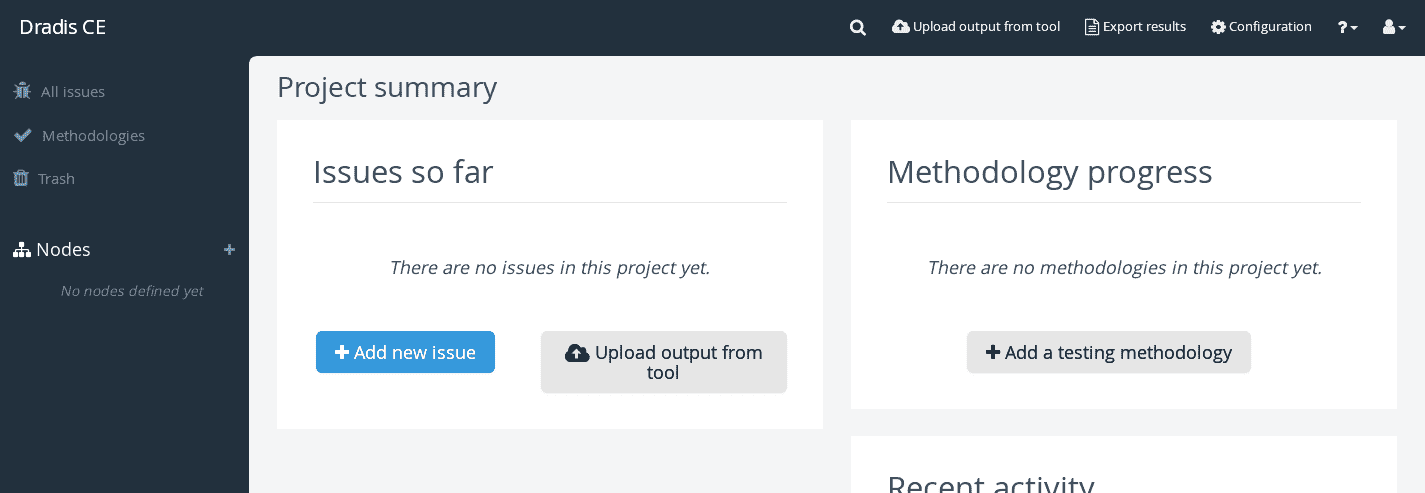 Dradis CE
Upload output from tool
Export results
Configuration
?
All issues
Methodologies
Trash
Nodes
+
No nodes defined yet
Project summary
Issues so far
There are no issues in this project yet.
+ Add new issue
Upload output from
tool
Methodology progress
There are no methodologies in this project yet.
+ Add a testing methodology
Recent activity